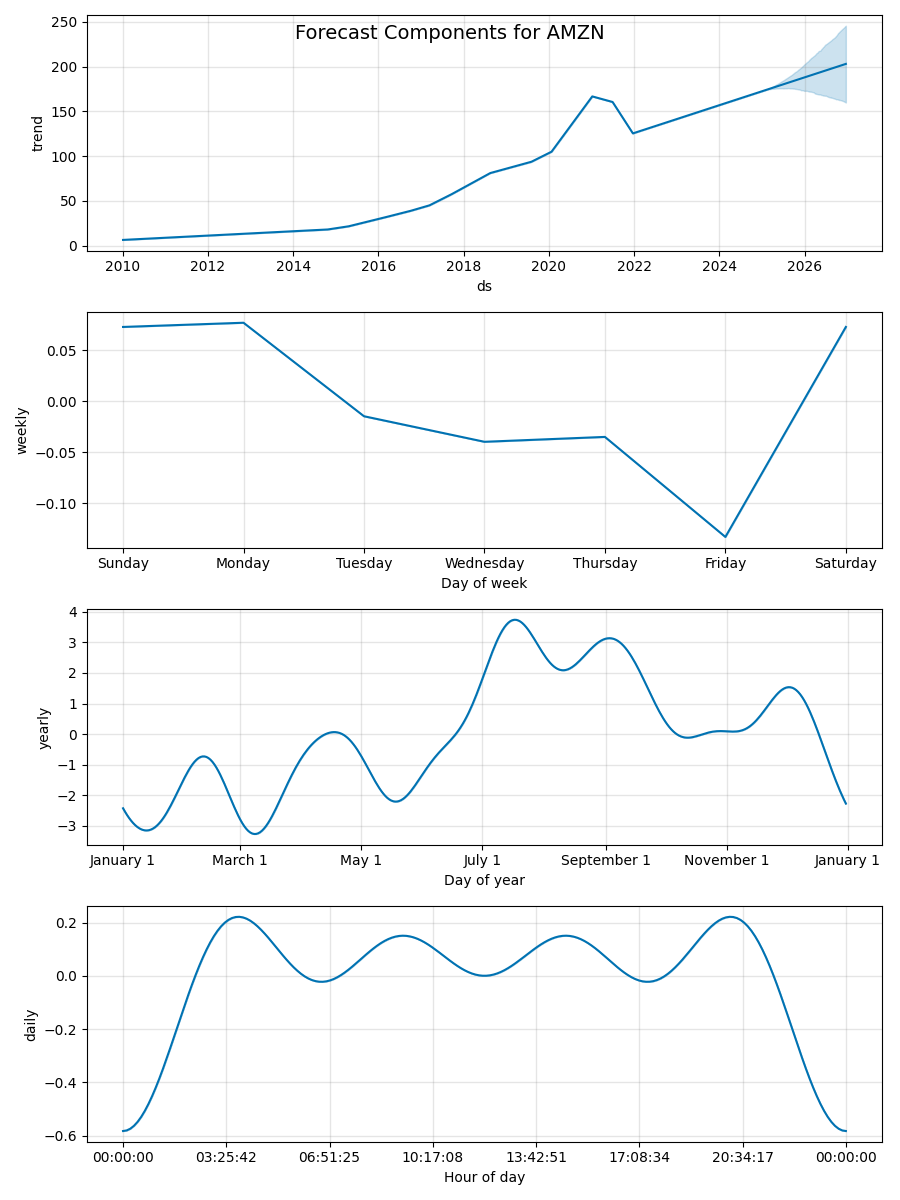 Forecast Components for AMZN
250
200
150
100
50
0
trend
2010 2012 2014 2016 2018 2020 2022 2024 2026
ds
0.05
0.00
−0.05
−0.10
weekly
Sunday Monday Tuesday Wednesday Thursday Friday Saturday
Day of week
4
3
2
1
0
−1
−2
−3
yearly
January 1 March 1 May 1 July 1 September 1 November 1 January 1
Day of year
0.2
0.0
−0.2
−0.4
−0.6
daily
00:00:00 03:25:42 06:51:25 10:17:08 13:42:51 17:08:34 20:34:17 00:00:00
Hour of day